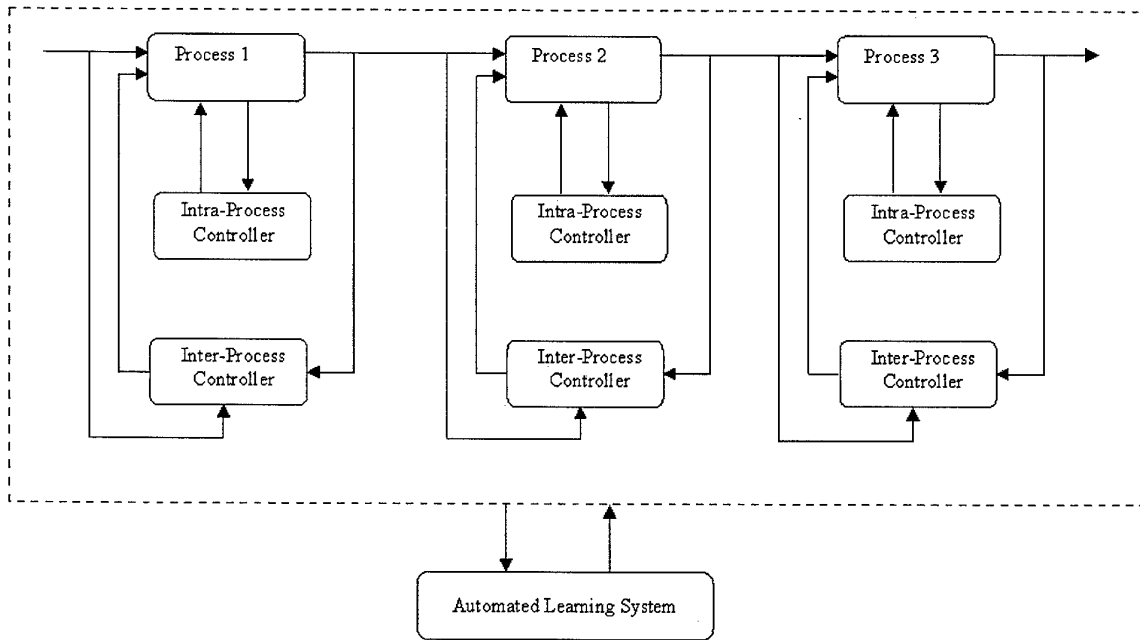 Process 1
Process 2
Process 3
Intra-Process
Controller
Intra-Process
Controller
Intra-Process
Controller
Inter-Process
Controller
Inter-Process
Controller
Inter-Process
Controller
Automated Learning System